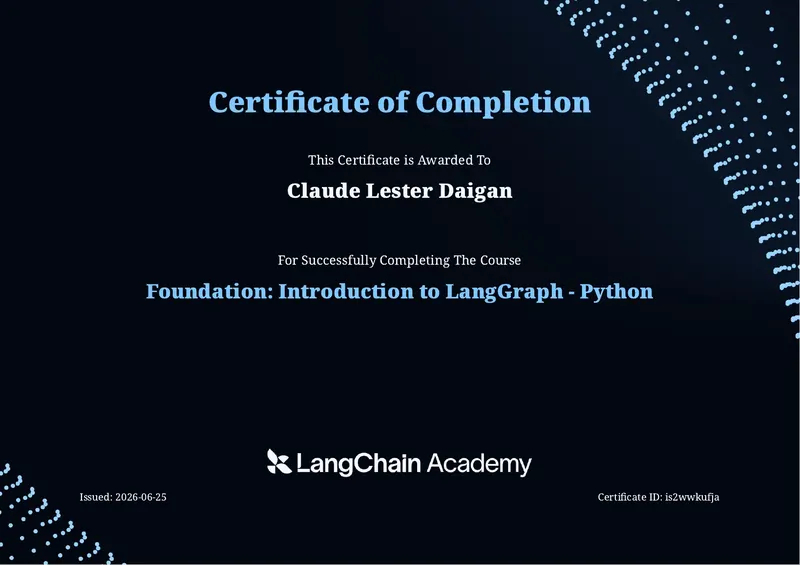 Certificate of Completion
This Certificate is Awarded To
Claude Lester Daigan
For Successfully Completing The Course
Foundation: Introduction to LangGraph - Python
LangChain Academy
Issued: 2026-06-25
Certificate ID: is2wwkufja